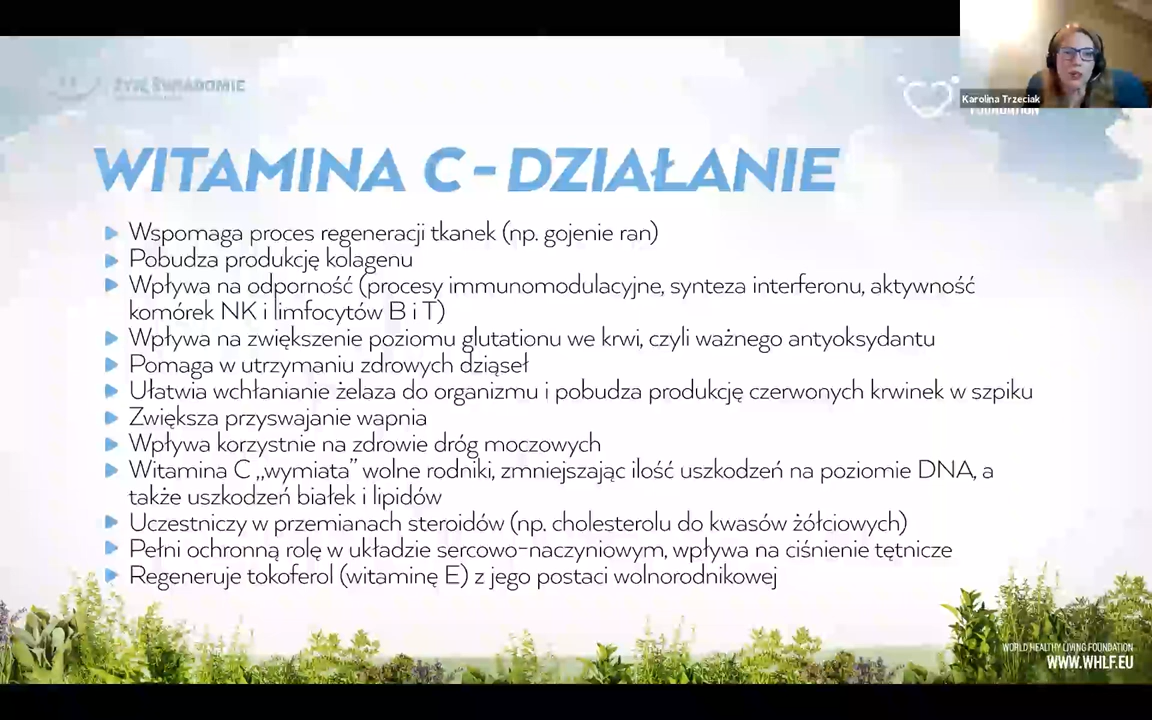 ŻYJĘ ŚWIADOMIE
Karolina Trzeciak
FOUNDATION
WITAMINA C - DZIAŁANIE
Wspomaga proces regeneracji tkanek (np. gojenie ran)
Pobudza produkcję kolagenu
Wpływa na odporność (procesy immunomodulacyjne, synteza interferonu, aktywność
komórek NK i limfocytów B i T)
Wpływa na zwiększenie poziomu glutationu we krwi, czyli ważnego antyoksydantu
Pomaga w utrzymaniu zdrowych dziąseł
Ułatwia wchłanianie żelaza do organizmu i pobudza produkcję czerwonych krwinek w szpiku
Zwiększa przyswajanie wapnia
Wpływa korzystnie na zdrowie dróg moczowych
Witamina C „wymiata” wolne rodniki, zmniejszając ilość uszkodzeń na poziomie DNA, a
także uszkodzeń białek i lipidów
Uczestniczy w przemianach steroidów (np. cholesterolu do kwasów żółciowych)
Pełni ochronną rolę w układzie sercowo-naczyniowym, wpływa na ciśnienie tętnicze
Regeneruje tokoferol (witaminę E) z jego postaci wolnorodnikowej
WORLD HEALTHY LIVING FOUNDATION
WWW.WHLF.EU